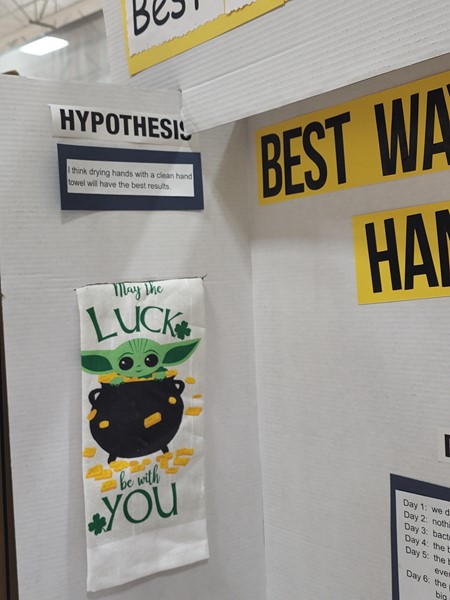 Best
HYPOTHESIS
I think drying hands with a clean hand
towel will have the best results.
May the
LUCK
be with
YOU
BEST WA
HAN
Day 1: we d
Day 2: nothi
Day 3: bact
Day 4: the b
Day 5: the b
eve
Day 6: the
big